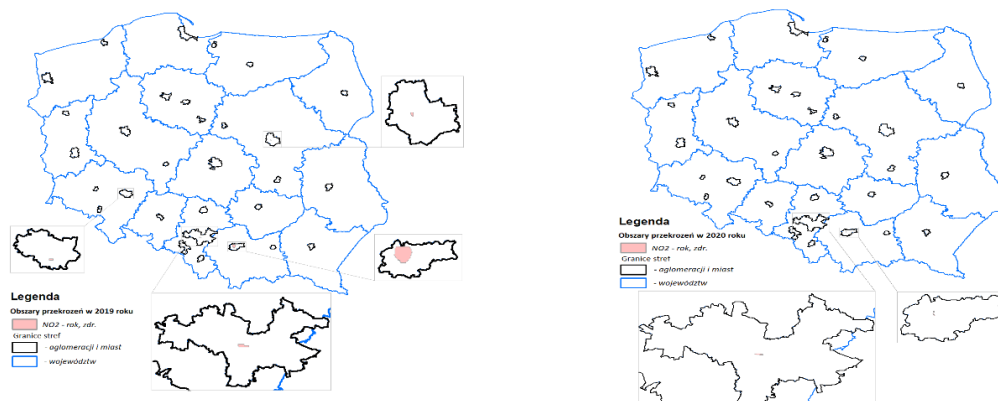 Legenda
Obszary przekrozeń w 2019 roku
NO2 - rok, zdr.
Granice stref
- aglomeracji i miast
- województw
Legenda
Obszary przekrozeń w 2020 roku
NO2 - rok, zdr.
Granice stref
- aglomeracji i miast
- województw